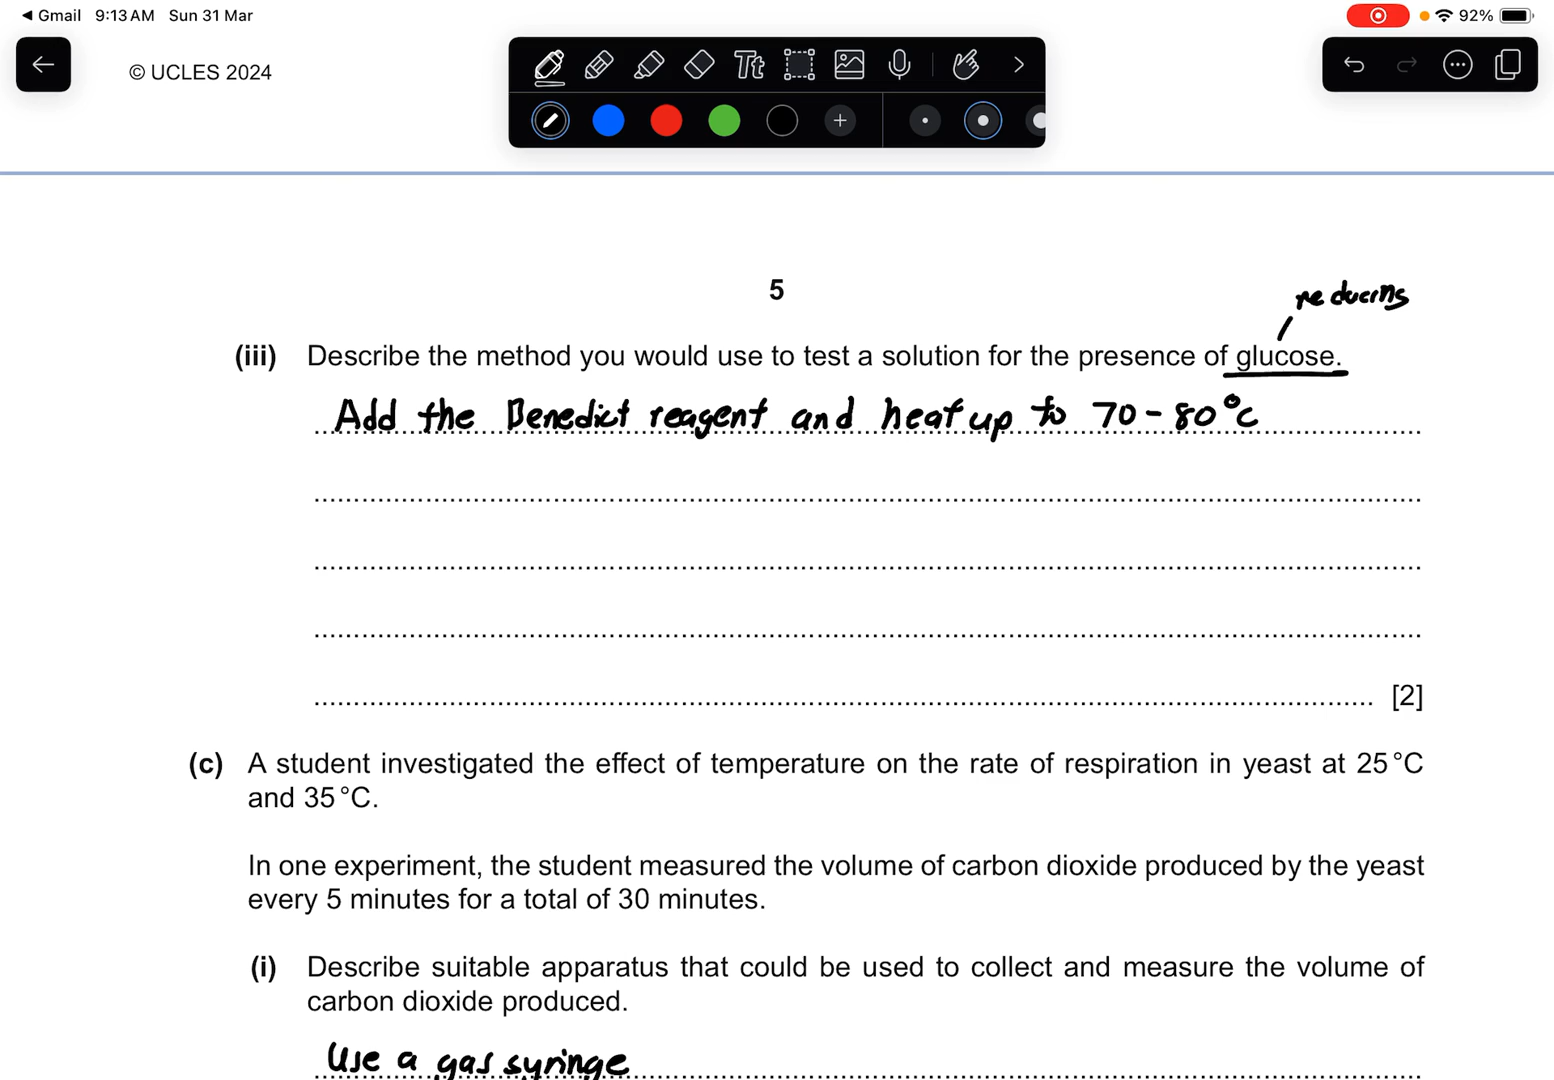 ◀ Gmail 9:13 AM Sun 31 Mar 92%
© UCLES 2024
Tt
5
reducing
(iii) Describe the method you would use to test a solution for the presence of glucose.
Add the Benedict reagent and heat up to 70 - 80°c
[2]
(c) A student investigated the effect of temperature on the rate of respiration in yeast at 25 °C
and 35 °C.
In one experiment, the student measured the volume of carbon dioxide produced by the yeast
every 5 minutes for a total of 30 minutes.
(i) Describe suitable apparatus that could be used to collect and measure the volume of
carbon dioxide produced.
Use a gas syringe